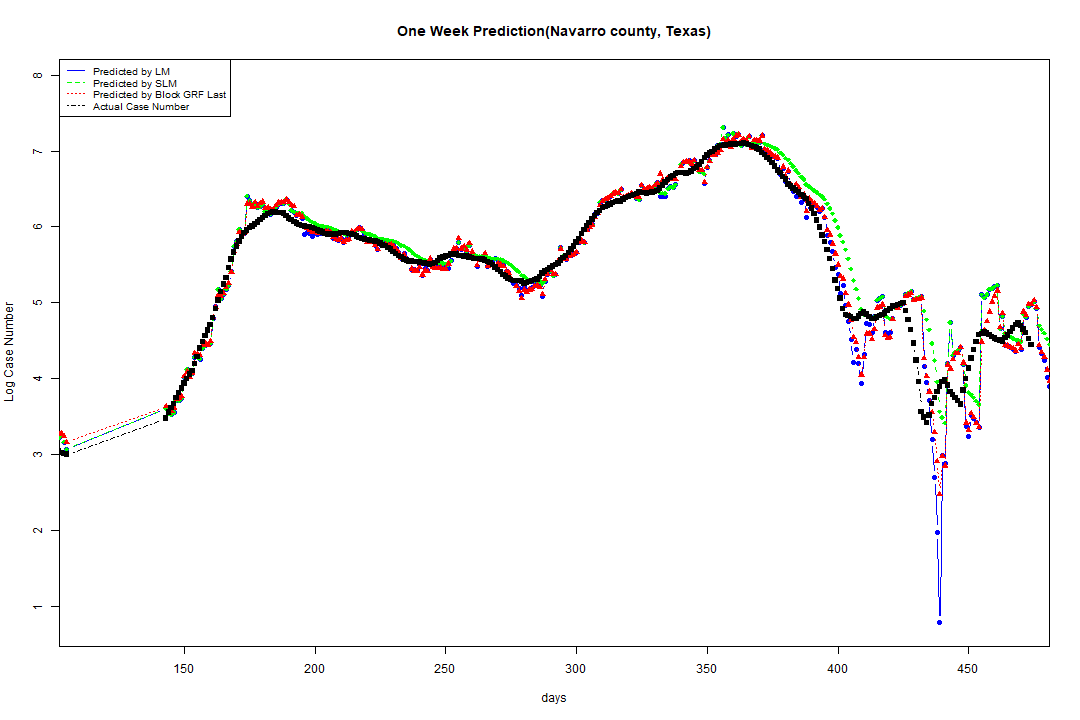 One Week Prediction(Navarro county, Texas)
Predicted by LM
Predicted by SLM
Predicted by Block GRF Last
Actual Case Number
8
7
6
5
4
3
2
1
Log Case Number
150 200 250 300 350 400 450
days